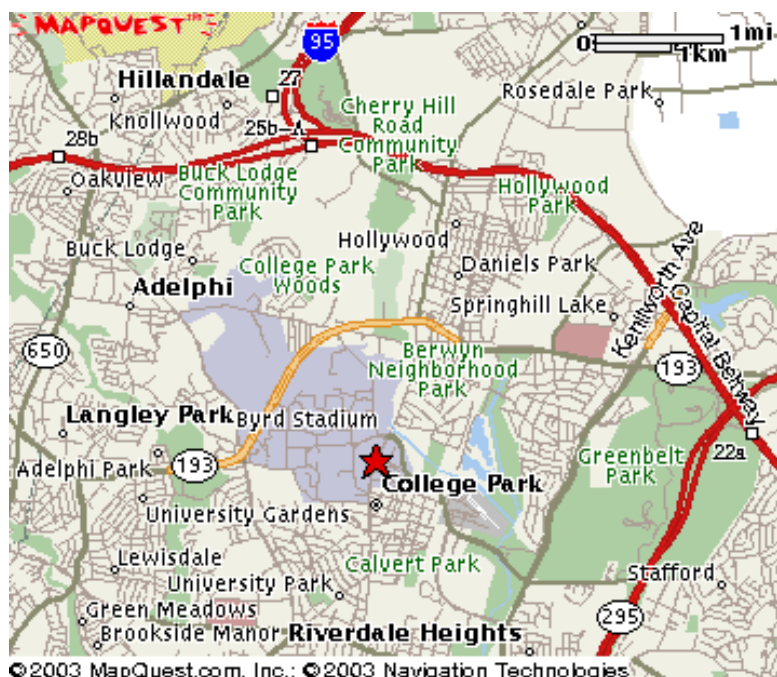 MAPQUEST™
95
0
1mi
1km
Hillandale
27
Rosedale Park
Knollwood
Cherry Hill
Road
Community
Park
25b-A
28b
Oakview
Buck Lodge
Community
Park
Hollywood
Park
Hollywood
Buck Lodge
College Park
Woods
Daniels Park
Adelphi
Springhill Lake
Kenilworth Ave
Capital Beltway
650
Berwyn
Neighborhood
Park
193
Langley Park
Byrd Stadium
Adelphi Park
193
22a
Greenbelt
Park
College Park
University Gardens
Lewisdale
Calvert Park
University Park
Stafford
Green Meadows
295
Brookside Manor
Riverdale Heights
©2003 MapQuest.com, Inc.; ©2003 Navigation Technologies